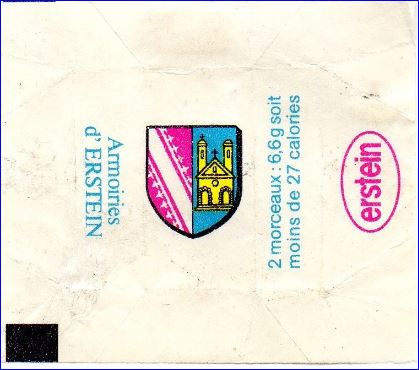 Armoiries
d'ERSTEIN
2 morceaux : 6,6g soit
moins de 27 calories
erstein